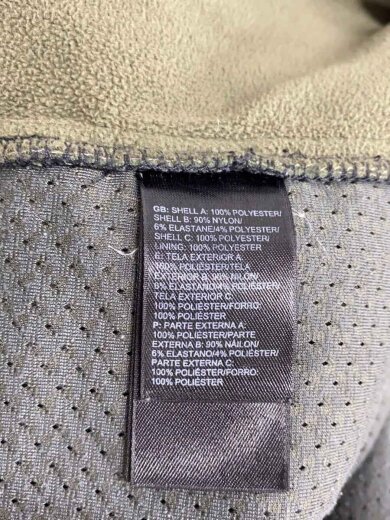 GB: SHELL A: 100% POLYESTER/
SHELL B: 90% NYLON/
6% ELASTANE/4% POLYESTER/
SHELL C: 100% POLYESTER/
LINING: 100% POLYESTER
E: TELA EXTERIOR A:
100% POLIÉSTER/TELA
EXTERIOR B: 90% NILON/
6% ELASTANO/4% POLIÉSTER/
TELA EXTERIOR C:
100% POLIÉSTER/FORRO:
100% POLIÉSTER
P: PARTE EXTERNA A:
100% POLIÉSTER/PARTE
EXTERNA B: 90% NÁILON/
6% ELASTANO/4% POLIÉSTER/
PARTE EXTERNA C:
100% POLIÉSTER/FORRO:
100% POLIÉSTER